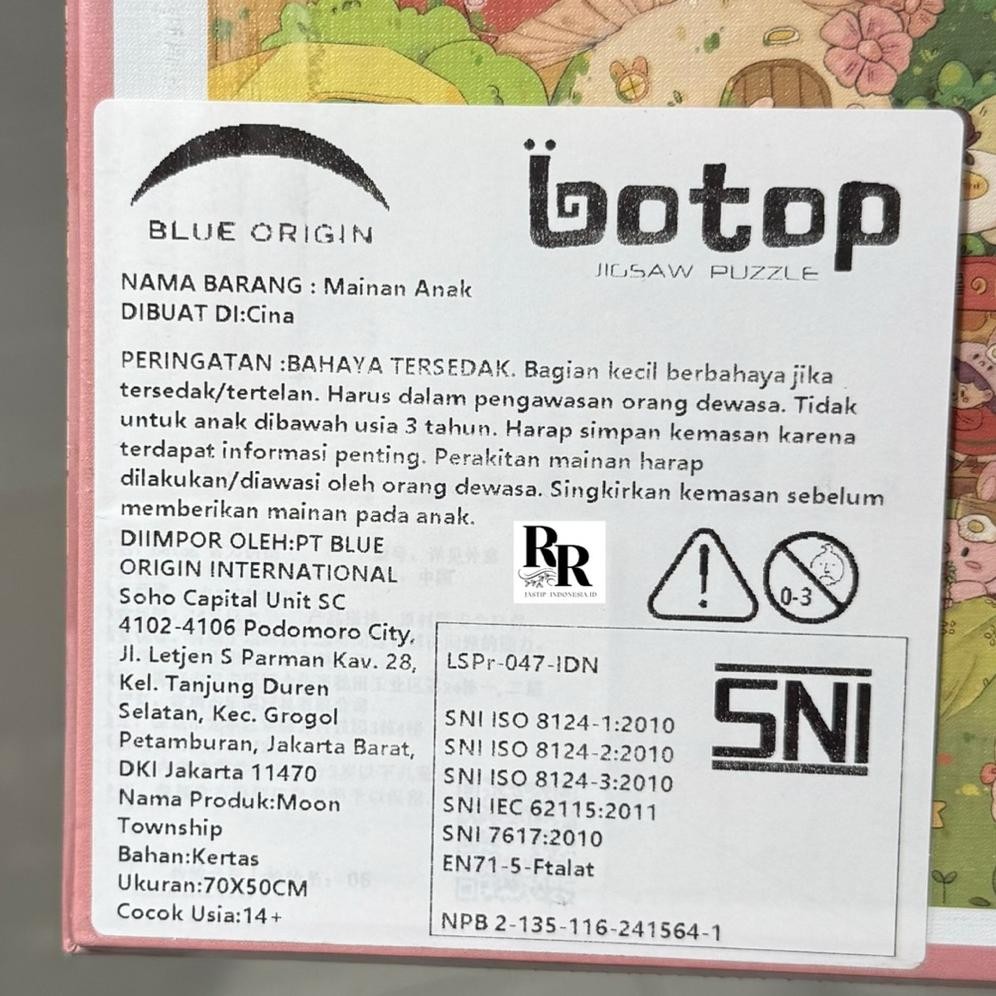 BLUE ORIGIN
botop
JIGSAW PUZZLE
NAMA BARANG : Mainan Anak
DIBUAT DI:Cina
PERINGATAN :BAHAYA TERSEDAK. Bagian kecil berbahaya jika
tersedak/tertelan. Harus dalam pengawasan orang dewasa. Tidak
untuk anak dibawah usia 3 tahun. Harap simpan kemasan karena
terdapat informasi penting. Perakitan mainan harap
dilakukan/diawasi oleh orang dewasa. Singkirkan kemasan sebelum
memberikan mainan pada anak.
DIIMPOR OLEH:PT BLUE
ORIGIN INTERNATIONAL
Soho Capital Unit SC
4102-4106 Podomoro City,
Jl. Letjen S Parman Kav. 28,
Kel. Tanjung Duren
Selatan, Kec. Grogol
Petamburan, Jakarta Barat,
DKI Jakarta 11470
Nama Produk:Moon
Township
Bahan:Kertas
Ukuran:70X50CM
Cocok Usia:14+
RR
JASTIP_INDONESIA.ID
0-3
LSPr-047-IDN
SNI ISO 8124-1:2010
SNI ISO 8124-2:2010
SNI ISO 8124-3:2010
SNI IEC 62115:2011
SNI 7617:2010
EN71-5-Ftalat
NPB 2-135-116-241564-1
SNI